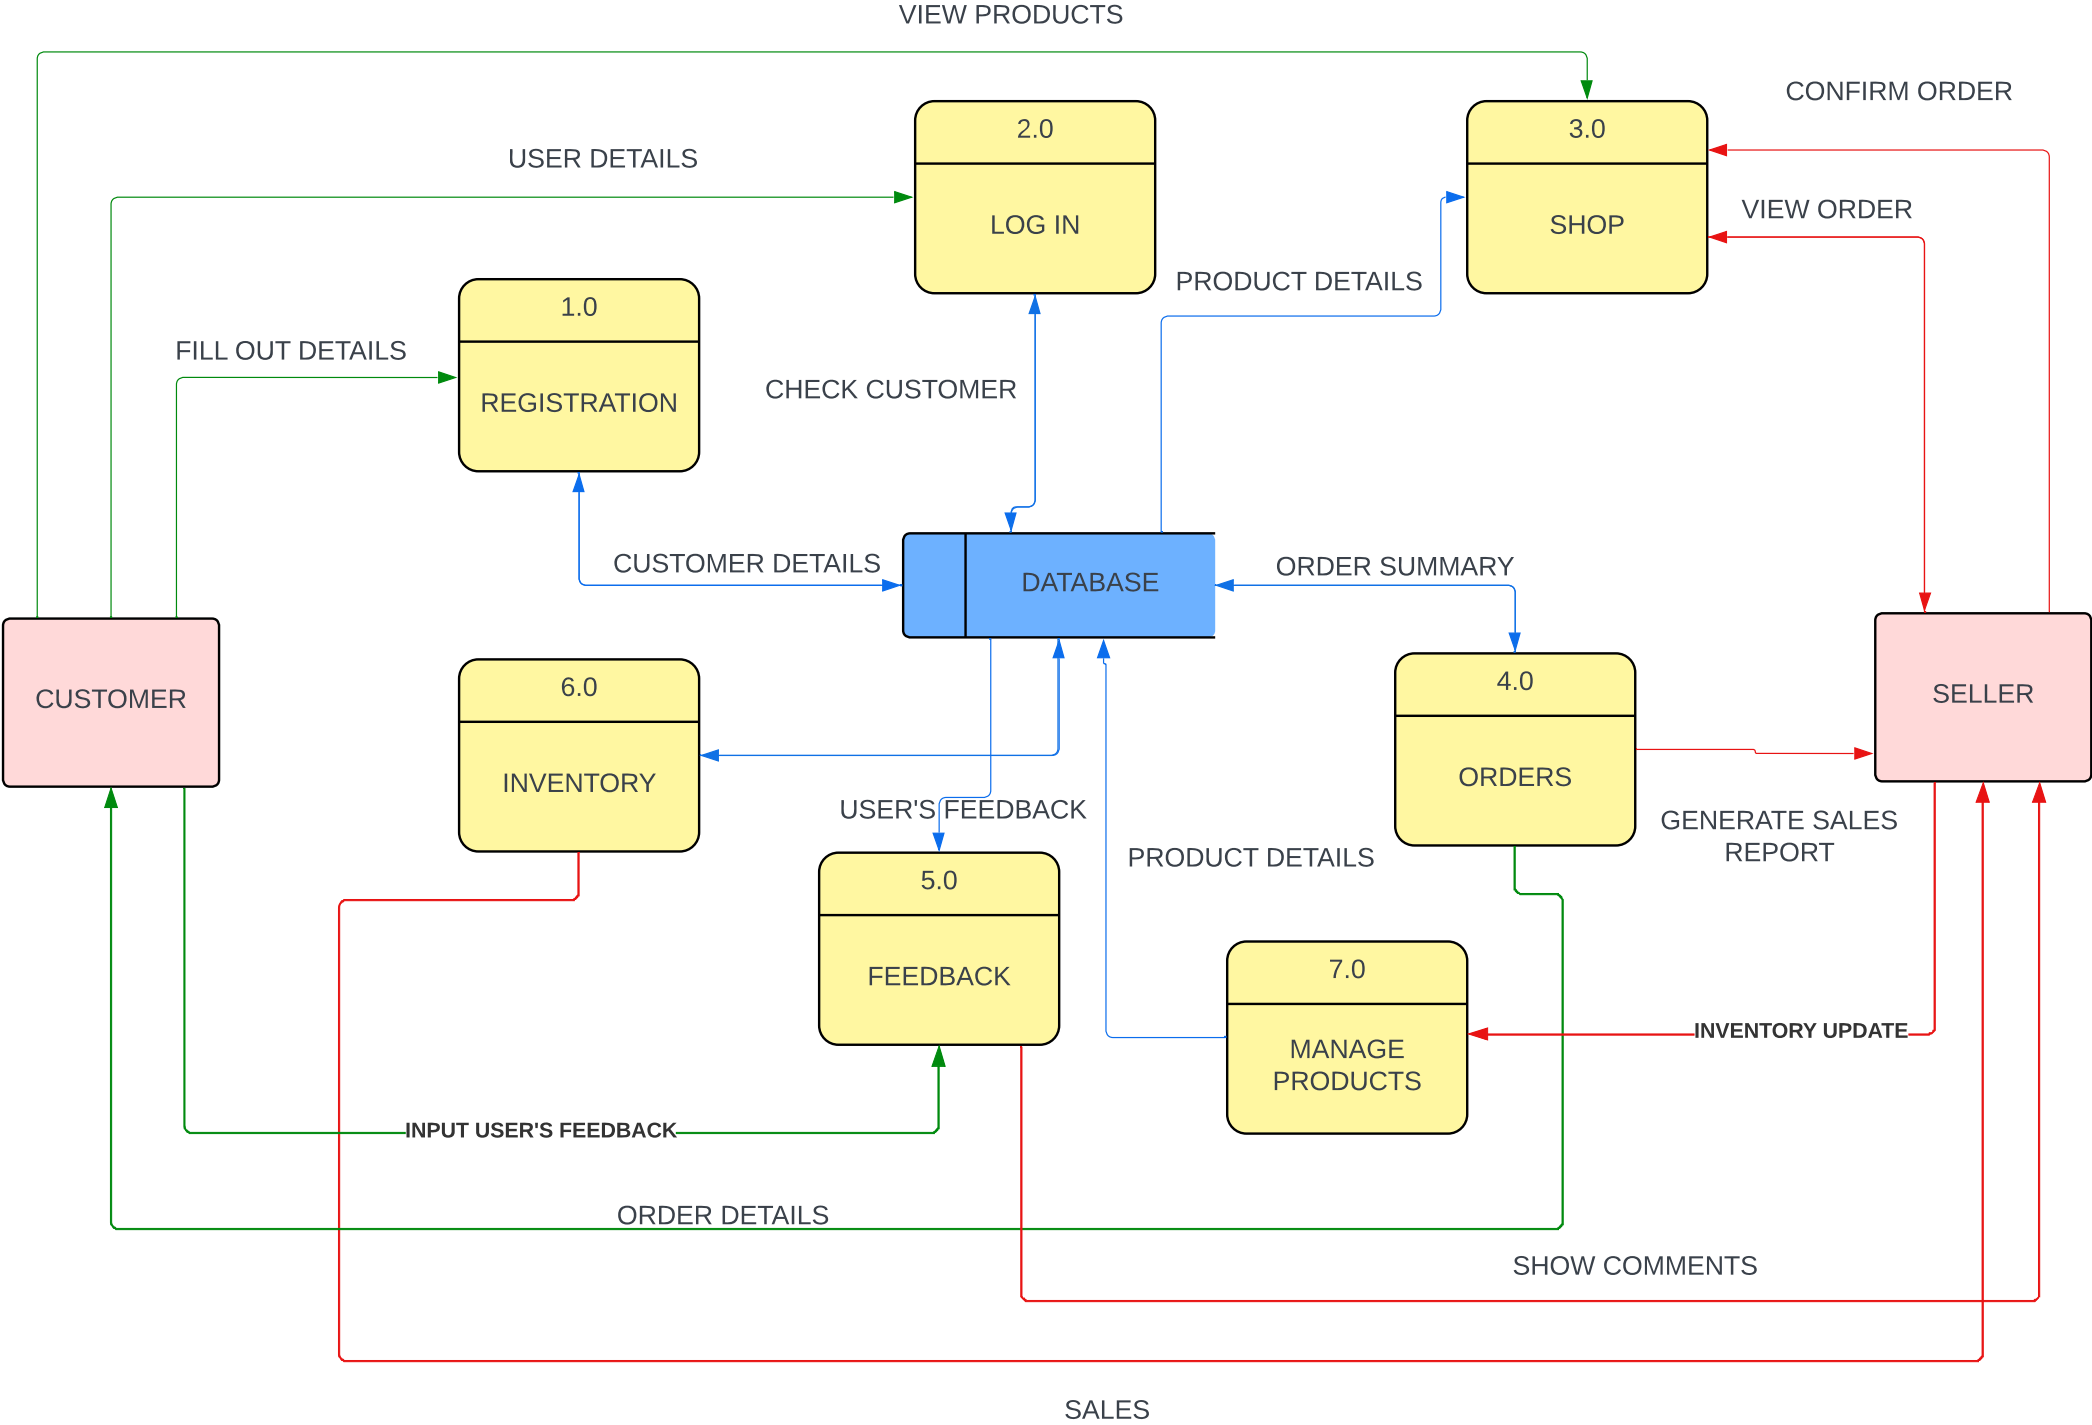 VIEW PRODUCTS
CONFIRM ORDER
2.0
3.0
USER DETAILS
VIEW ORDER
LOG IN
SHOP
PRODUCT DETAILS
1.0
FILL OUT DETAILS
CHECK CUSTOMER
REGISTRATION
CUSTOMER DETAILS
ORDER SUMMARY
DATABASE
CUSTOMER
6.0
4.0
SELLER
INVENTORY
ORDERS
USER'S FEEDBACK
GENERATE SALES
REPORT
PRODUCT DETAILS
5.0
FEEDBACK
7.0
INVENTORY UPDATE
MANAGE
PRODUCTS
INPUT USER'S FEEDBACK
ORDER DETAILS
SHOW COMMENTS
SALES